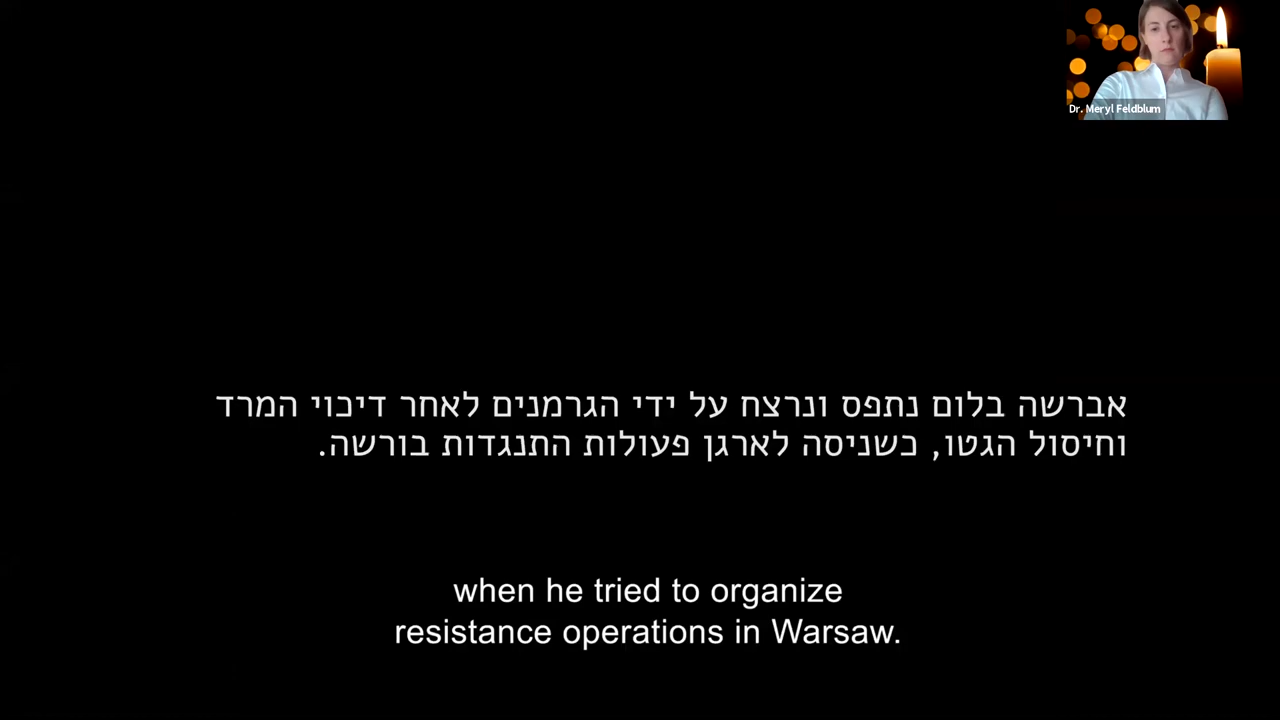 Dr. Meryl Feldblum
אברשה בלום נתפס ונרצח על ידי הגרמנים לאחר דיכוי המרד
וחיסול הגטו, כשניסה לארגן פעולות התנגדות בורשה.
when he tried to organize
resistance operations in Warsaw.